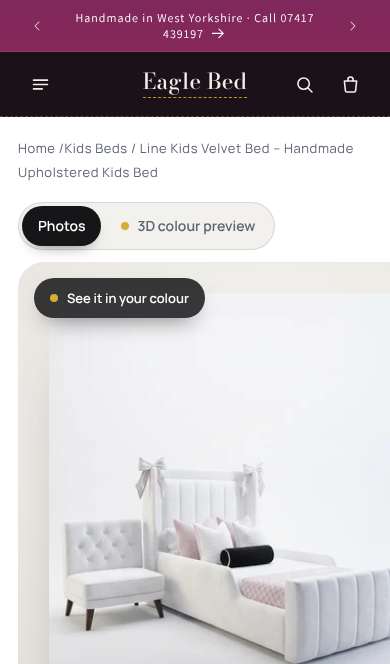 Handmade in West Yorkshire · Call 07417
439197 →
Eagle Bed
Home /Kids Beds / Line Kids Velvet Bed – Handmade
Upholstered Kids Bed
Photos
3D colour preview
See it in your colour